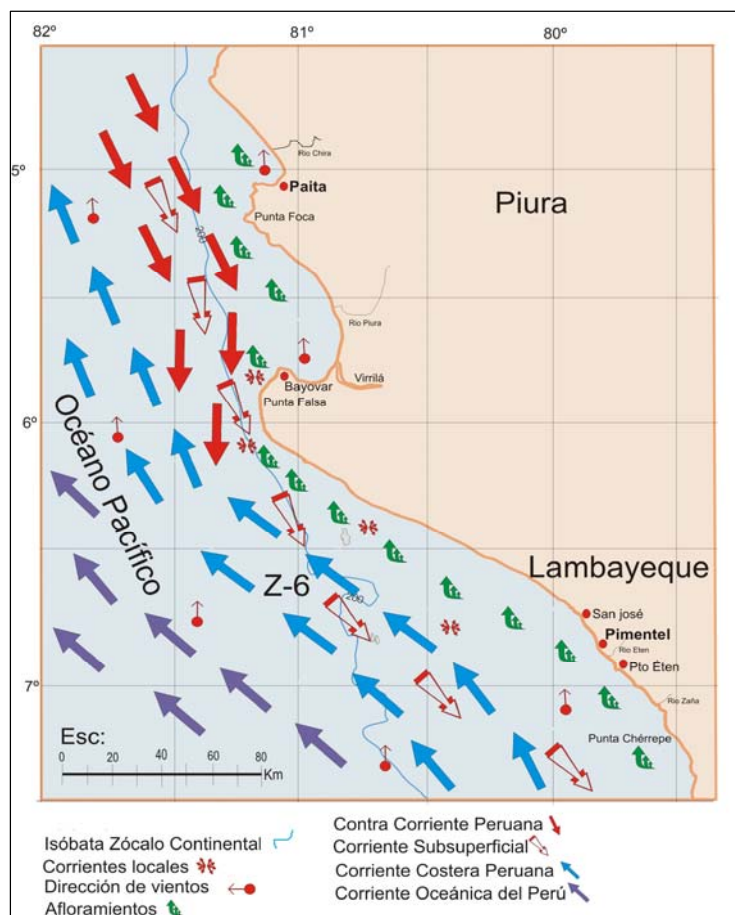 82º 81º 80º
5º
Rio Chira
Paita
Piura
Punta Foca
200
Rio Piura
Virrilá
Bayovar
Punta Falsa
6º
Océano Pacífico
Lambayeque
Z-6
200
San josé
Pimentel
Rio Eten
Pto Éten
7º
Rio Zaña
Punta Chérrepe
Esc:
0 20 40 60 80
Km
Isóbata Zócalo Continental
Corrientes locales
Dirección de vientos
Afloramientos
Contra Corriente Peruana
Corriente Subsuperficial
Corriente Costera Peruana
Corriente Oceánica del Perú